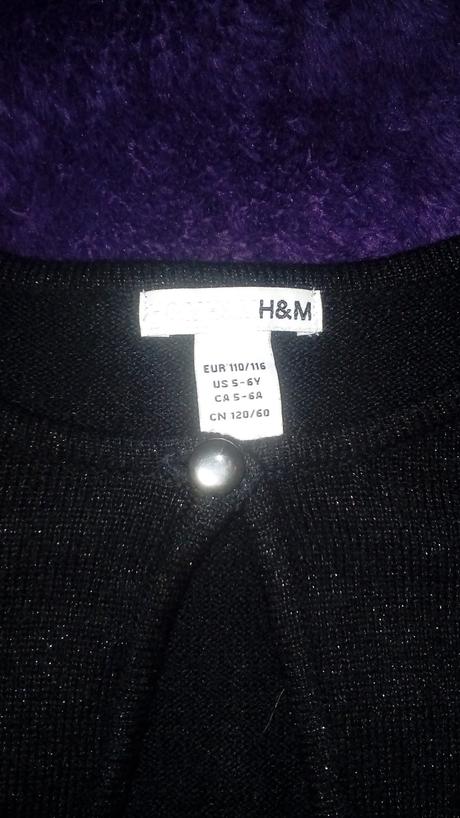 H&M
EUR 110/116
US 5-6Y
CA 5-6A
CN 120/60